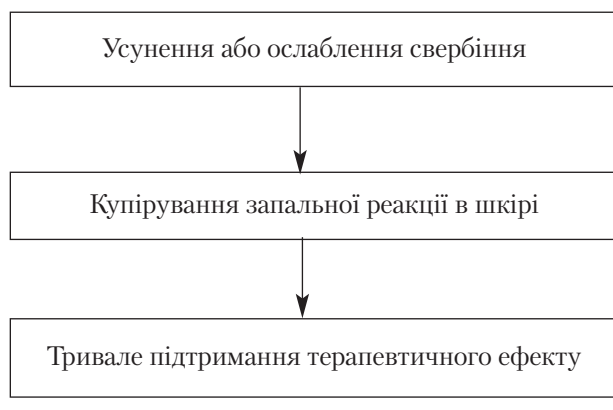 Усунення або ослаблення свербіння
Купірування запальної реакції в шкірі
Тривале підтримання терапевтичного ефекту